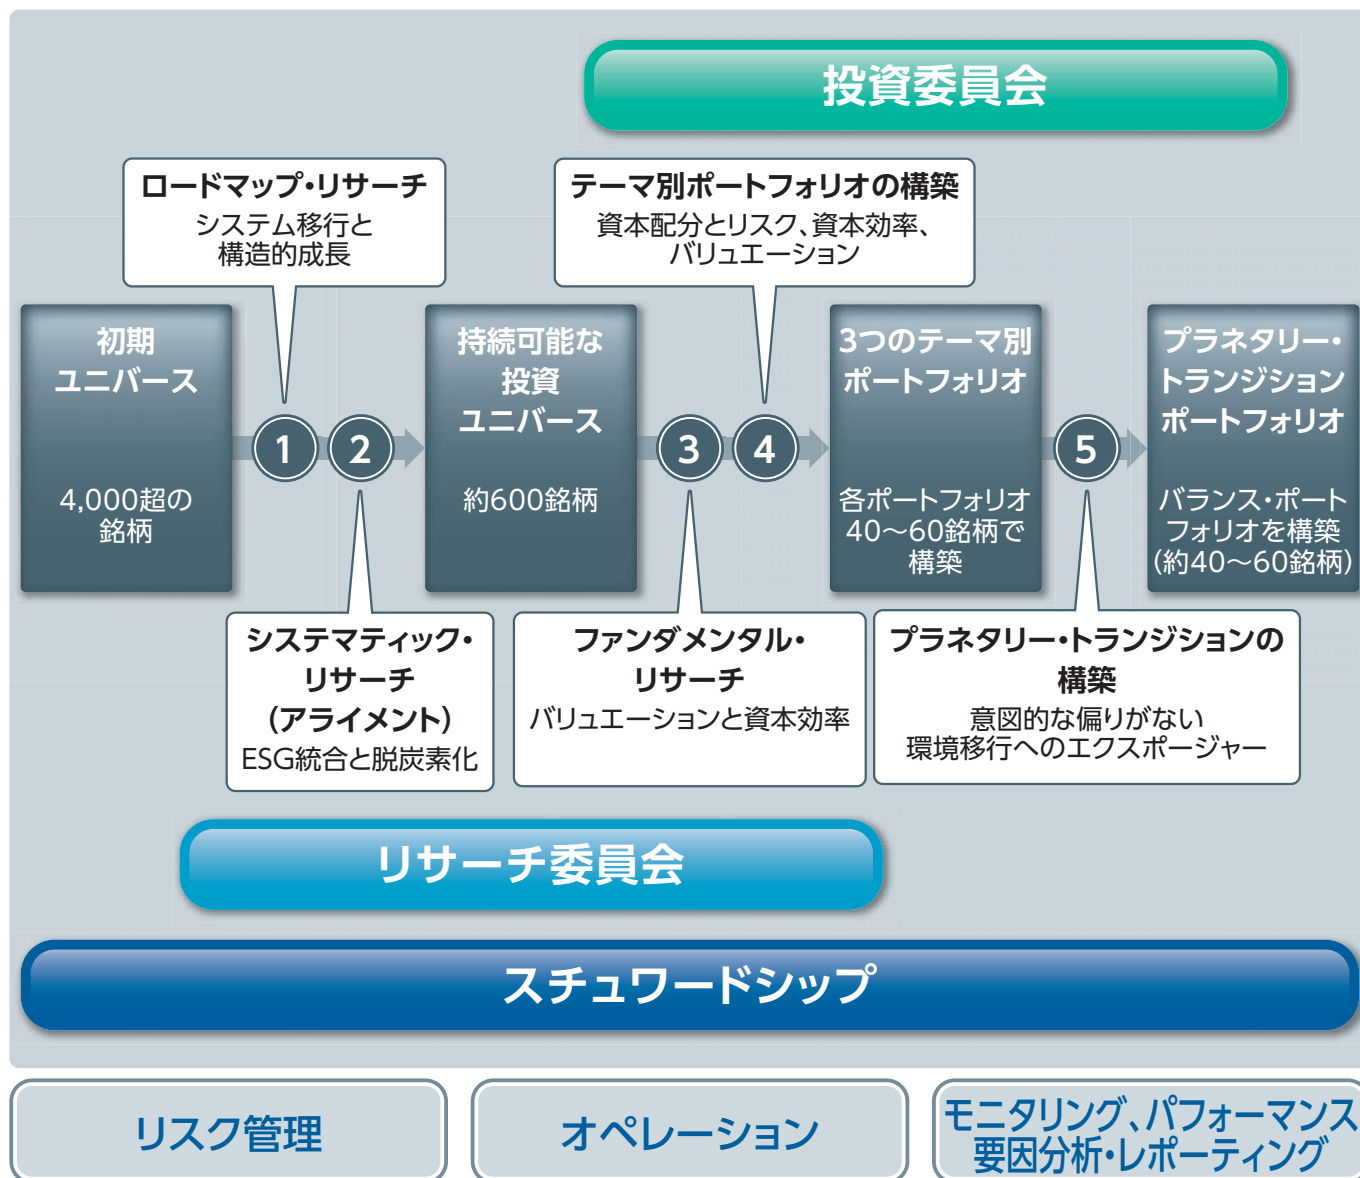 投資委員会
ロードマップ・リサーチ
システム移行と
構造的成長
テーマ別ポートフォリオの構築
資本配分とリスク、資本効率、
バリュエーション
初期
ユニバース
4,000超の
銘柄
1
2
持続可能な
投資
ユニバース
約600銘柄
3
4
3つのテーマ別
ポートフォリオ
各ポートフォリオ
40～60銘柄で
構築
5
プラネタリー・
トランジション
ポートフォリオ
バランス・ポート
フォリオを構築
(約40～60銘柄)
システマティック・
リサーチ
(アライメント)
ESG統合と脱炭素化
ファンダメンタル・
リサーチ
バリュエーションと資本効率
プラネタリー・トランジションの
構築
意図的な偏りがない
環境移行へのエクスポージャー
リサーチ委員会
スチュワードシップ
リスク管理
オペレーション
モニタリング、パフォーマンス
要因分析・レポーティング